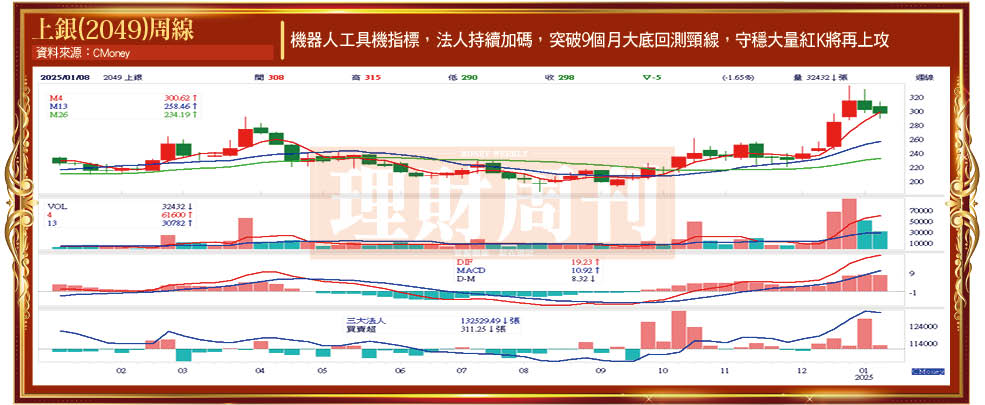 上銀(2049)周線
資料來源：CMoney
機器人工具機指標，法人持續加碼，突破9個月大底回測頸線，守穩大量紅K將再上攻
2025/01/08 2049 上銀 開 308 高 315 低 290 收 298 ▽-5 (-1.65%) 量 32432↓張 週線
M4 300.62↑
M13 258.46↑
M26 234.19↑
320
300
280
260
240
220
200
理財周刊
VOL 32432↓
4 61600↑
13 30782↑
70000
50000
30000
10000
DIF 19.23↑
MACD 10.92↑
D-M 8.32↓
9
-1
三大法人 132529.49↓張
買賣超 311.25↓張
124000
114000
02 03 04 05 06 07 08 09 10 11 12 01
2025
CMoney